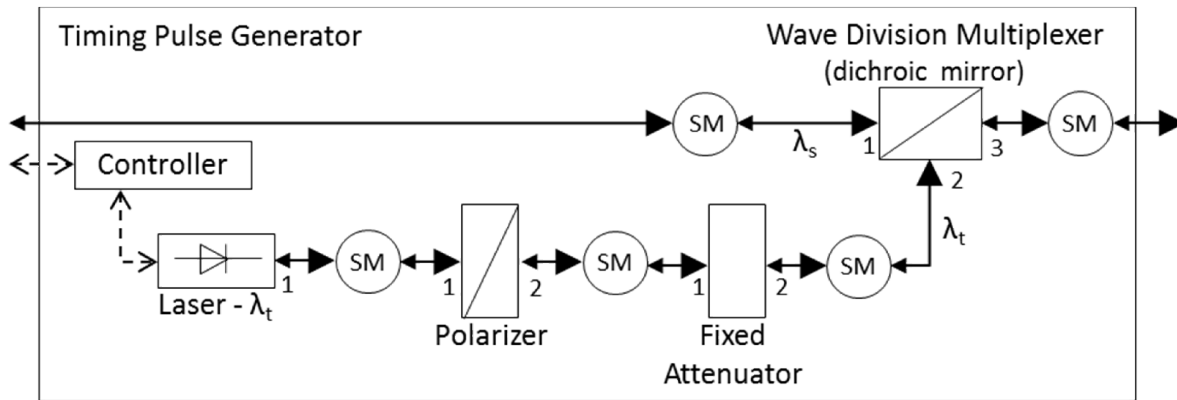 Timing Pulse Generator
Wave Division Multiplexer
(dichroic mirror)
SM
SM
λs
1
3
2
Controller
λt
SM
SM
SM
1
1
2
1
2
Laser - λt
Polarizer
Fixed
Attenuator